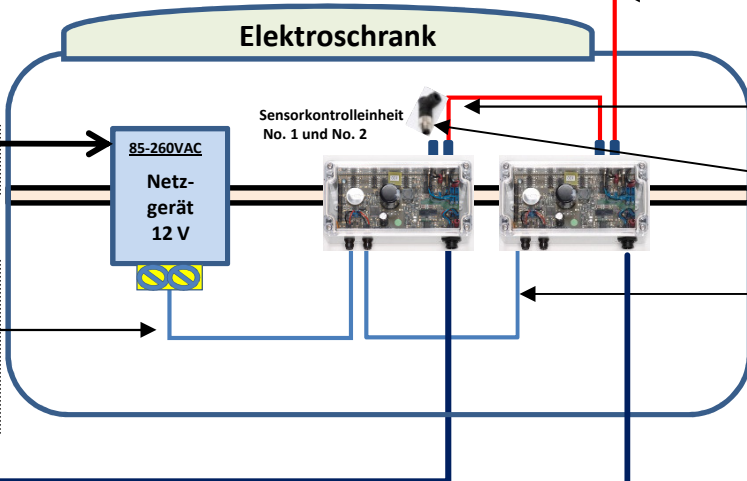 Elektroschrank
Sensorkontrolleinheit
No. 1 und No. 2
85-260VAC
Netz-
gerät
12 V